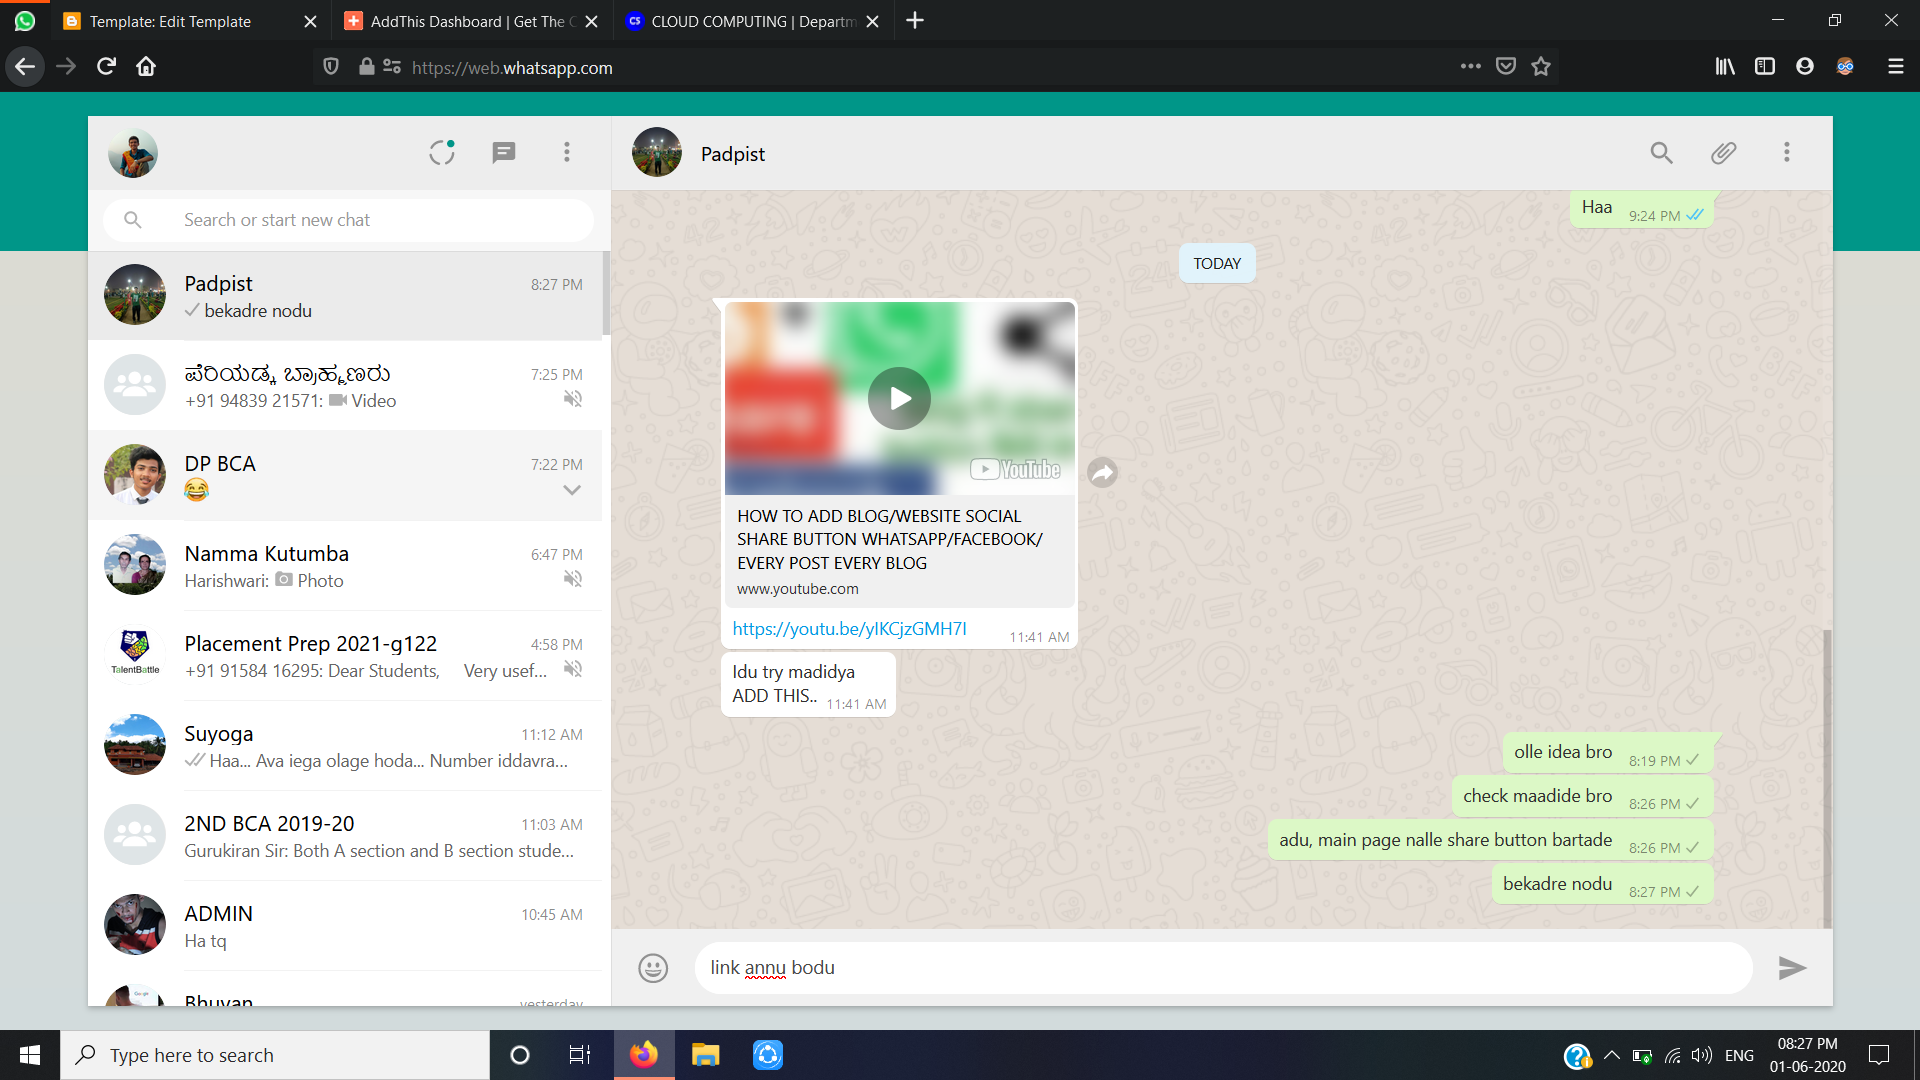 Template: Edit Template
AddThis Dashboard | Get The C
CLOUD COMPUTING | Departm
https://web.whatsapp.com
Search or start new chat
Padpist
8:27 PM
bekadre nodu
ಪೆರಿಯಡ್ಕ ಬ್ರಾಹ್ಮಣರು
7:25 PM
+91 94839 21571: Video
DP BCA
7:22 PM
😂
Namma Kutumba
6:47 PM
Harishwari: Photo
Placement Prep 2021-g122
4:58 PM
TalentBattle
+91 91584 16295: Dear Students, Very usef...
Suyoga
11:12 AM
Haa... Ava iega olage hoda... Number iddavra...
2ND BCA 2019-20
11:03 AM
Gurukiran Sir: Both A section and B section stude...
ADMIN
10:45 AM
Ha tq
Bhuvan
yesterday
Padpist
Haa 9:24 PM
TODAY
YouTube
HOW TO ADD BLOG/WEBSITE SOCIAL
SHARE BUTTON WHATSAPP/FACEBOOK/
EVERY POST EVERY BLOG
www.youtube.com
https://youtu.be/yIKCjzGMH7I
11:41 AM
Idu try madidya
ADD THIS.. 11:41 AM
olle idea bro 8:19 PM
check maadide bro 8:26 PM
adu, main page nalle share button bartade 8:26 PM
bekadre nodu 8:27 PM
link annu bodu
Type here to search
ENG
08:27 PM
01-06-2020